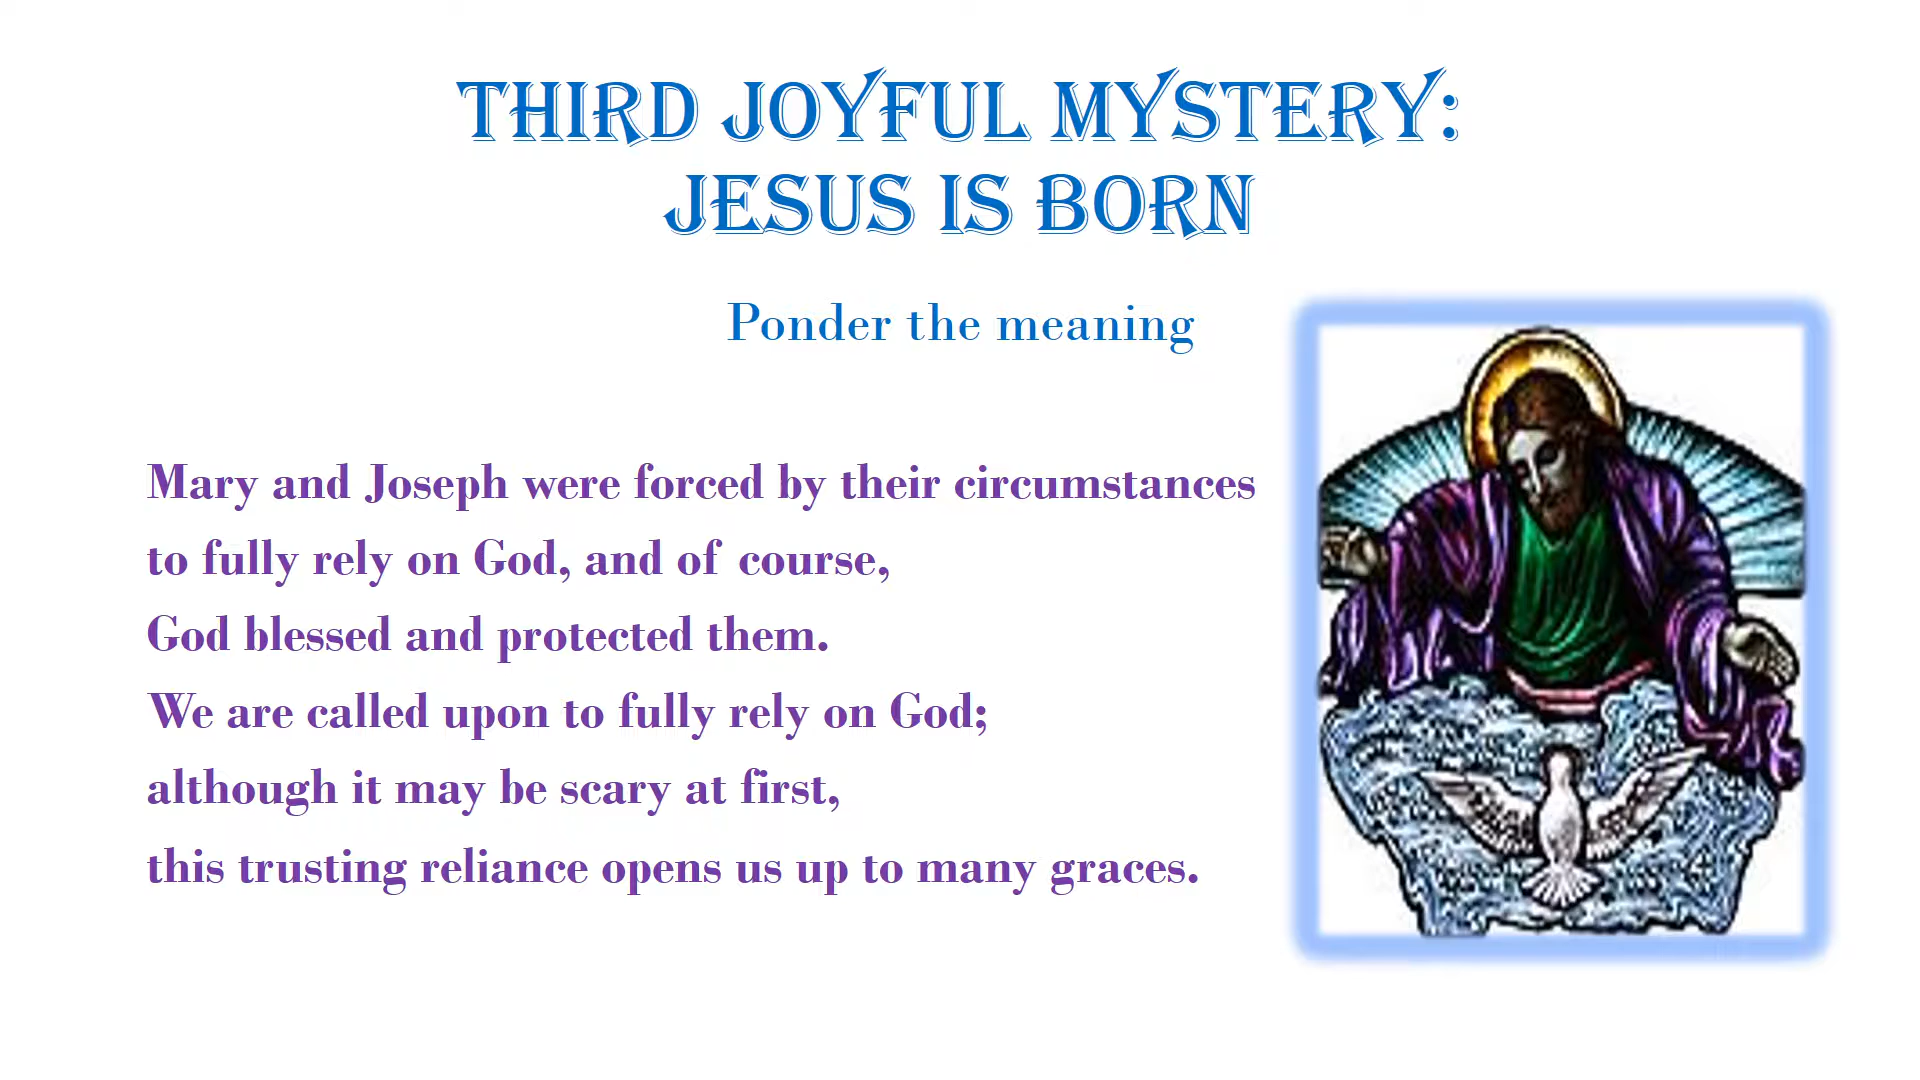 THIRD JOYFUL MYSTERY:
JESUS IS BORN
Ponder the meaning
Mary and Joseph were forced by their circumstances
to fully rely on God, and of course,
God blessed and protected them.
We are called upon to fully rely on God;
although it may be scary at first,
this trusting reliance opens us up to many graces.